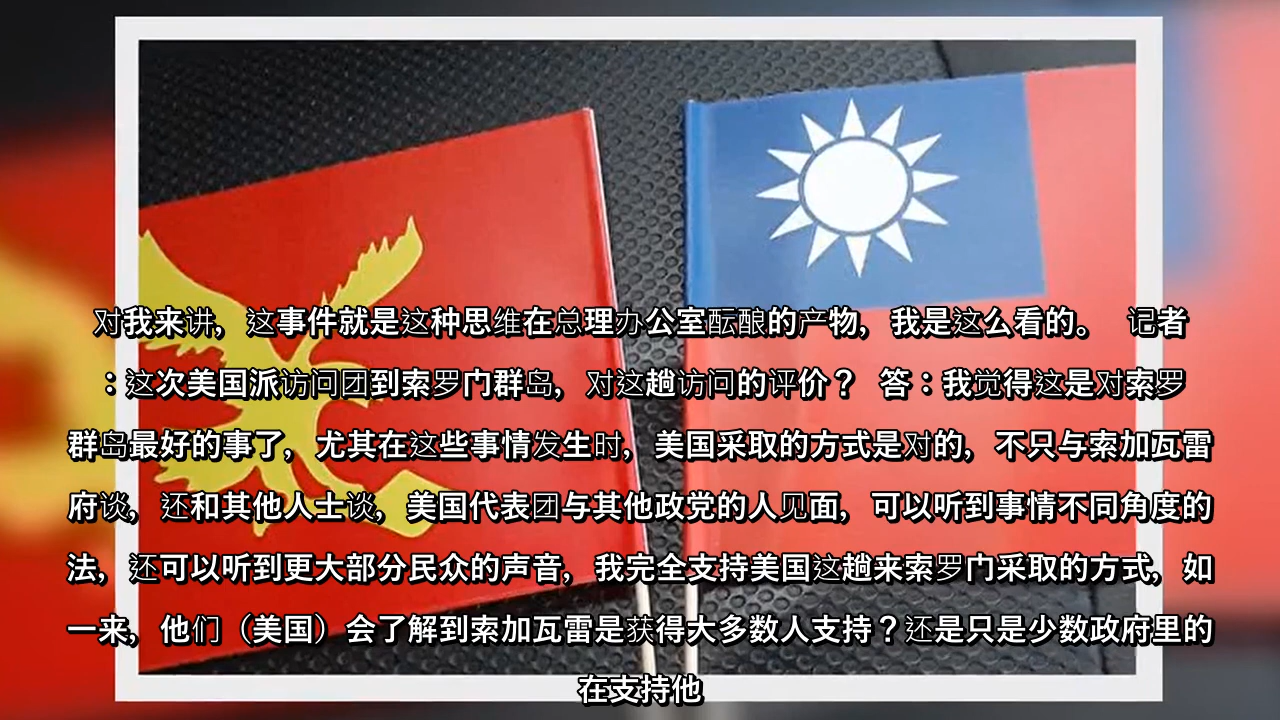 对我来讲，这事件就是这种思维在总理办公室酝酿的产物，我是这么看的。 记者
：这次美国派访问团到索罗门群岛，对这趟访问的评价？ 答：我觉得这是对索罗
群岛最好的事了，尤其在这些事情发生时，美国采取的方式是对的，不只与索加瓦雷
府谈，还和其他人士谈，美国代表团与其他政党的人见面，可以听到事情不同角度的
法，还可以听到更大部分民众的声音，我完全支持美国这趟来索罗门采取的方式，如
一来，他们（美国）会了解到索加瓦雷是获得大多数人支持？还是只是少数政府里的
在支持他